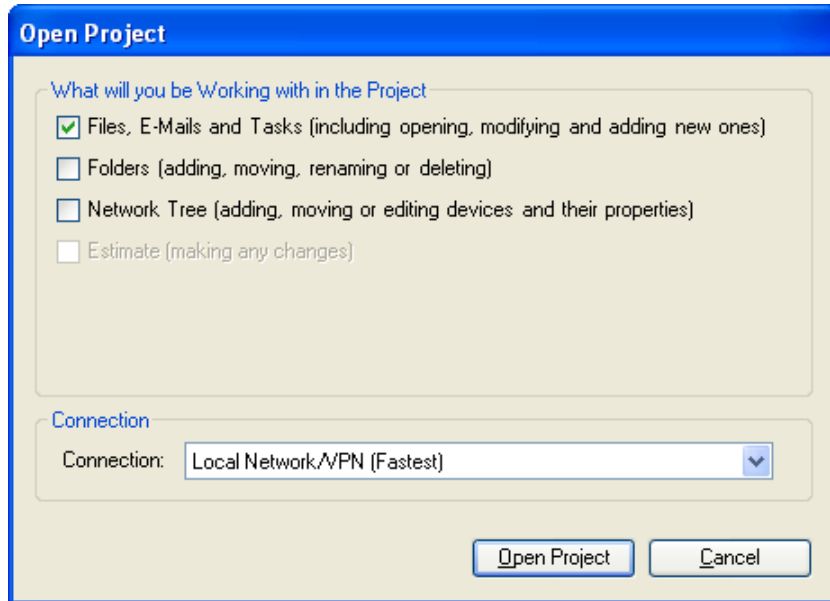 Open Project
What will you be Working with in the Project
Files, E-Mails and Tasks (including opening, modifying and adding new ones)
Folders (adding, moving, renaming or deleting)
Network Tree (adding, moving or editing devices and their properties)
Estimate (making any changes)
Connection
Connection: Local Network/VPN (Fastest)
Open Project Cancel